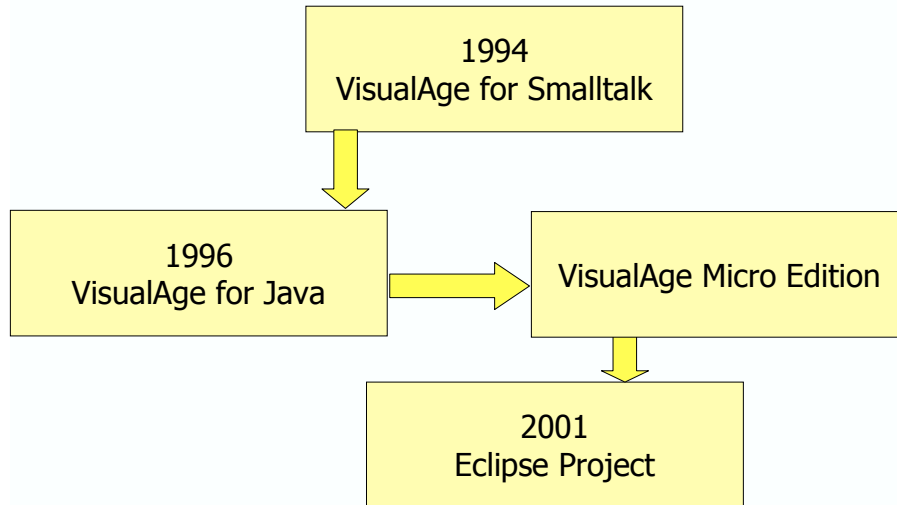 1994
VisualAge for Smalltalk
1996
VisualAge for Java
VisualAge Micro Edition
2001
Eclipse Project